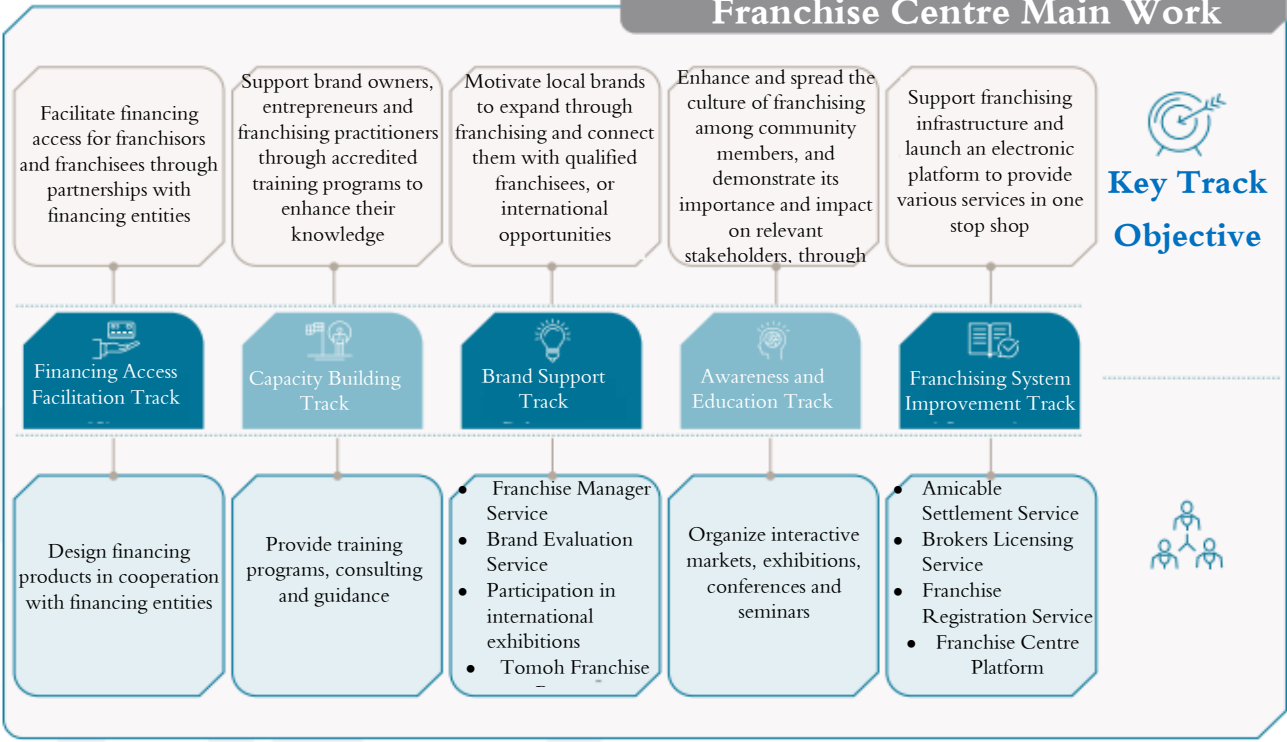 Franchise Centre Main Work
Facilitate financing
access for franchisors
and franchisees through
partnerships with
financing entities
Support brand owners,
entrepreneurs and
franchising practitioners
through accredited
training programs to
enhance their
knowledge
Motivate local brands
to expand through
franchising and connect
them with qualified
franchisees, or
international
opportunities
Enhance and spread the
culture of franchising
among community
members, and
demonstrate its
importance and impact
on relevant
stakeholders, through
Support franchising
infrastructure and
launch an electronic
platform to provide
various services in one
stop shop
Key Track
Objective
Financing Access
Facilitation Track
Capacity Building
Track
Brand Support
Track
Awareness and
Education Track
Franchising System
Improvement Track
Design financing
products in cooperation
with financing entities
Provide training
programs, consulting
and guidance
• Franchise Manager
Service
• Brand Evaluation
Service
• Participation in
international
exhibitions
• Tomoh Franchise
Organize interactive
markets, exhibitions,
conferences and
seminars
• Amicable
Settlement Service
• Brokers Licensing
Service
• Franchise
Registration Service
• Franchise Centre
Platform